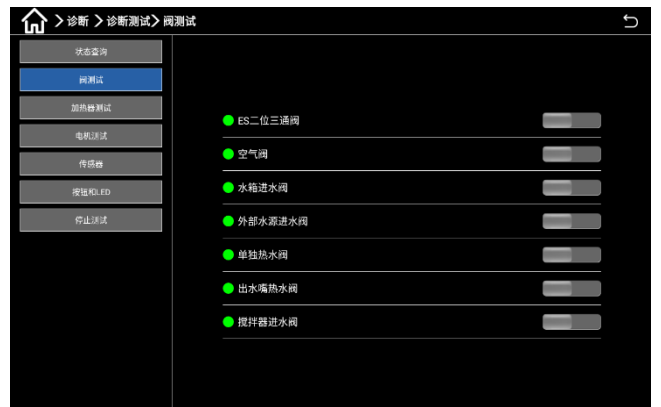 > 诊断 > 诊断测试> 阀测试
状态查询
阀测试
加热器测试
电机测试
传感器
按钮和LED
停止测试
ES二位三通阀
空气阀
水箱进水阀
外部水源进水阀
单独热水阀
出水嘴热水阀
搅拌器进水阀